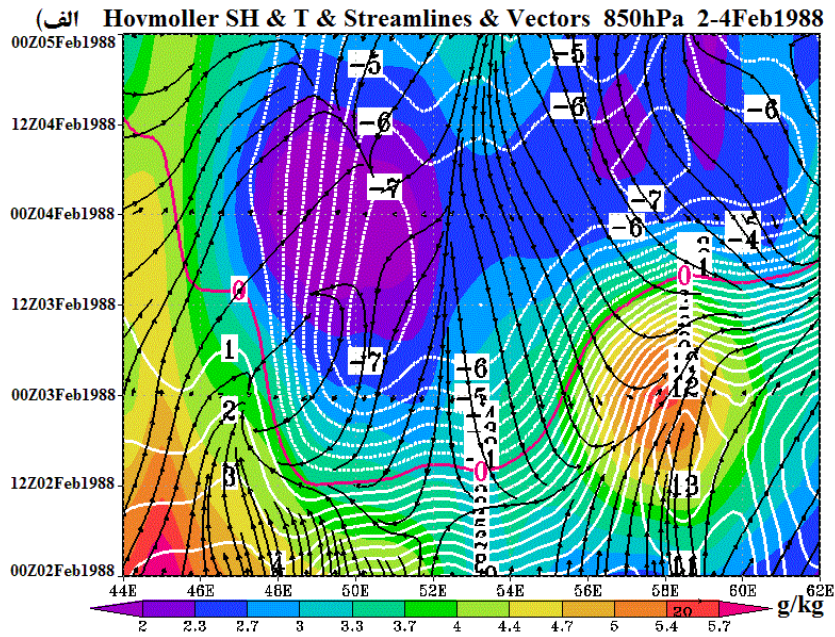 الف) Hovmoller SH & T & Streamlines & Vectors 850hPa 2-4Feb1988
00Z05Feb1988
12Z04Feb1988
00Z04Feb1988
12Z03Feb1988
00Z03Feb1988
12Z02Feb1988
00Z02Feb1988
-5 -5
-6 -6 -6
-7 -7
-6 -5
-4
0 0
1
-7 -6
12
2
3 0 13
4 11
44E 46E 48E 50E 52E 54E 56E 58E 60E 62E
20
g/kg
2 2.3 2.7 3 3.3 3.7 4 4.4 4.7 5 5.4 5.7